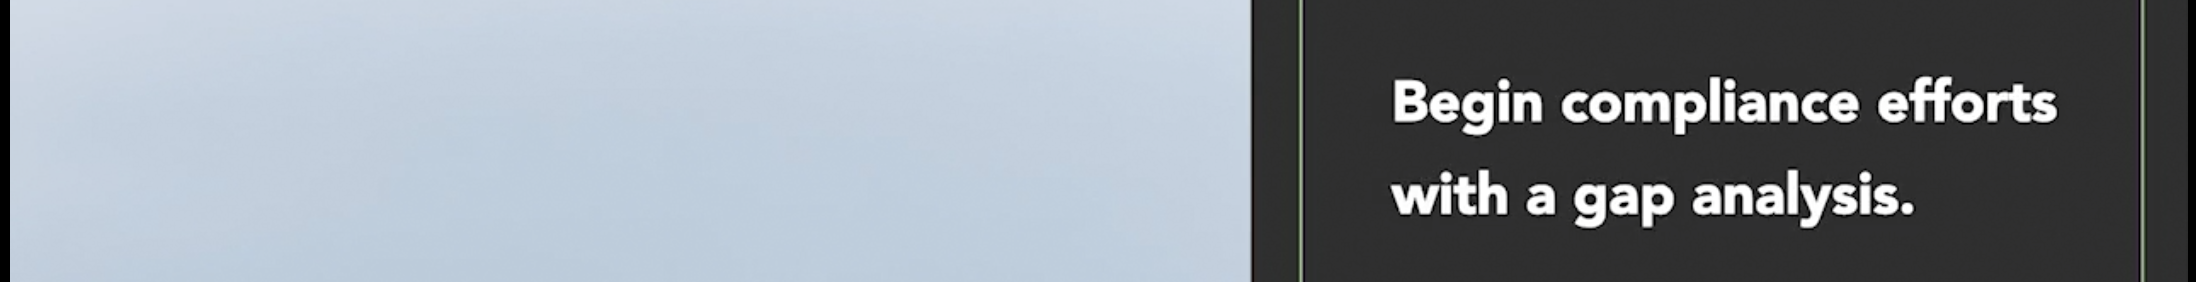 Begin compliance efforts
with a gap analysis.